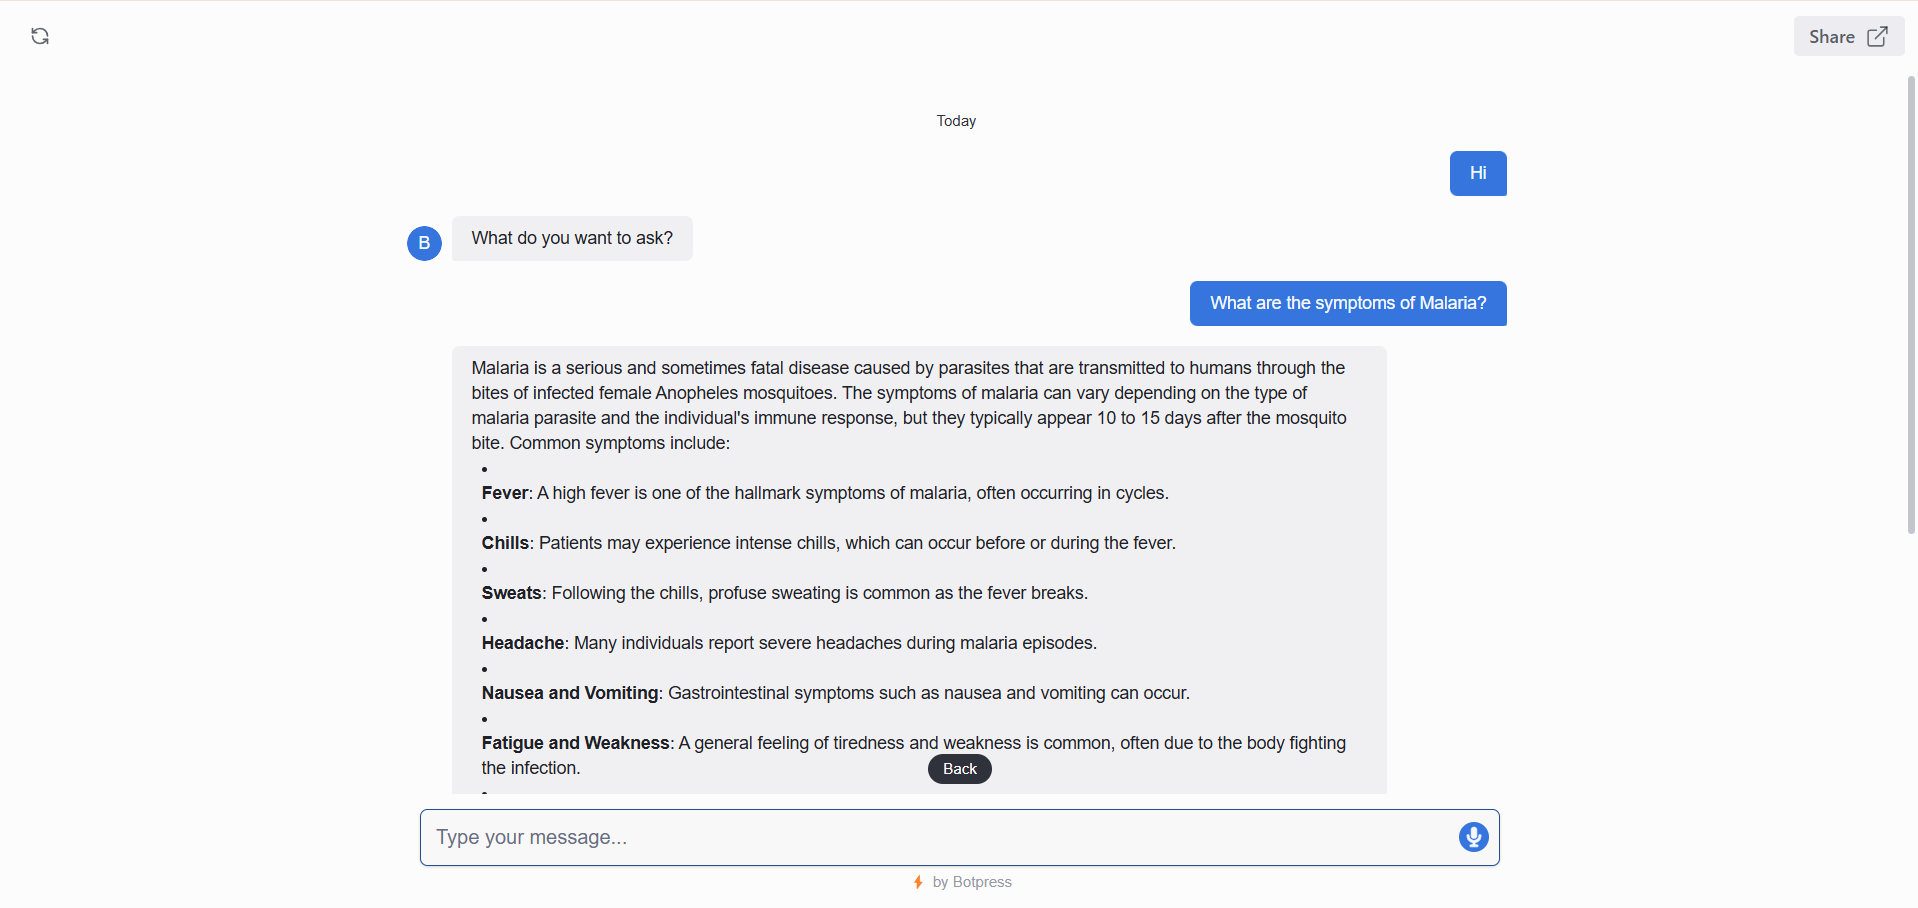 Share
Today
Hi
B
What do you want to ask?
What are the symptoms of Malaria?
Malaria is a serious and sometimes fatal disease caused by parasites that are transmitted to humans through the
bites of infected female Anopheles mosquitoes. The symptoms of malaria can vary depending on the type of
malaria parasite and the individual's immune response, but they typically appear 10 to 15 days after the mosquito
bite. Common symptoms include:
•
Fever: A high fever is one of the hallmark symptoms of malaria, often occurring in cycles.
•
Chills: Patients may experience intense chills, which can occur before or during the fever.
•
Sweats: Following the chills, profuse sweating is common as the fever breaks.
•
Headache: Many individuals report severe headaches during malaria episodes.
•
Nausea and Vomiting: Gastrointestinal symptoms such as nausea and vomiting can occur.
•
Fatigue and Weakness: A general feeling of tiredness and weakness is common, often due to the body fighting
the infection.
Back
Type your message...
by Botpress